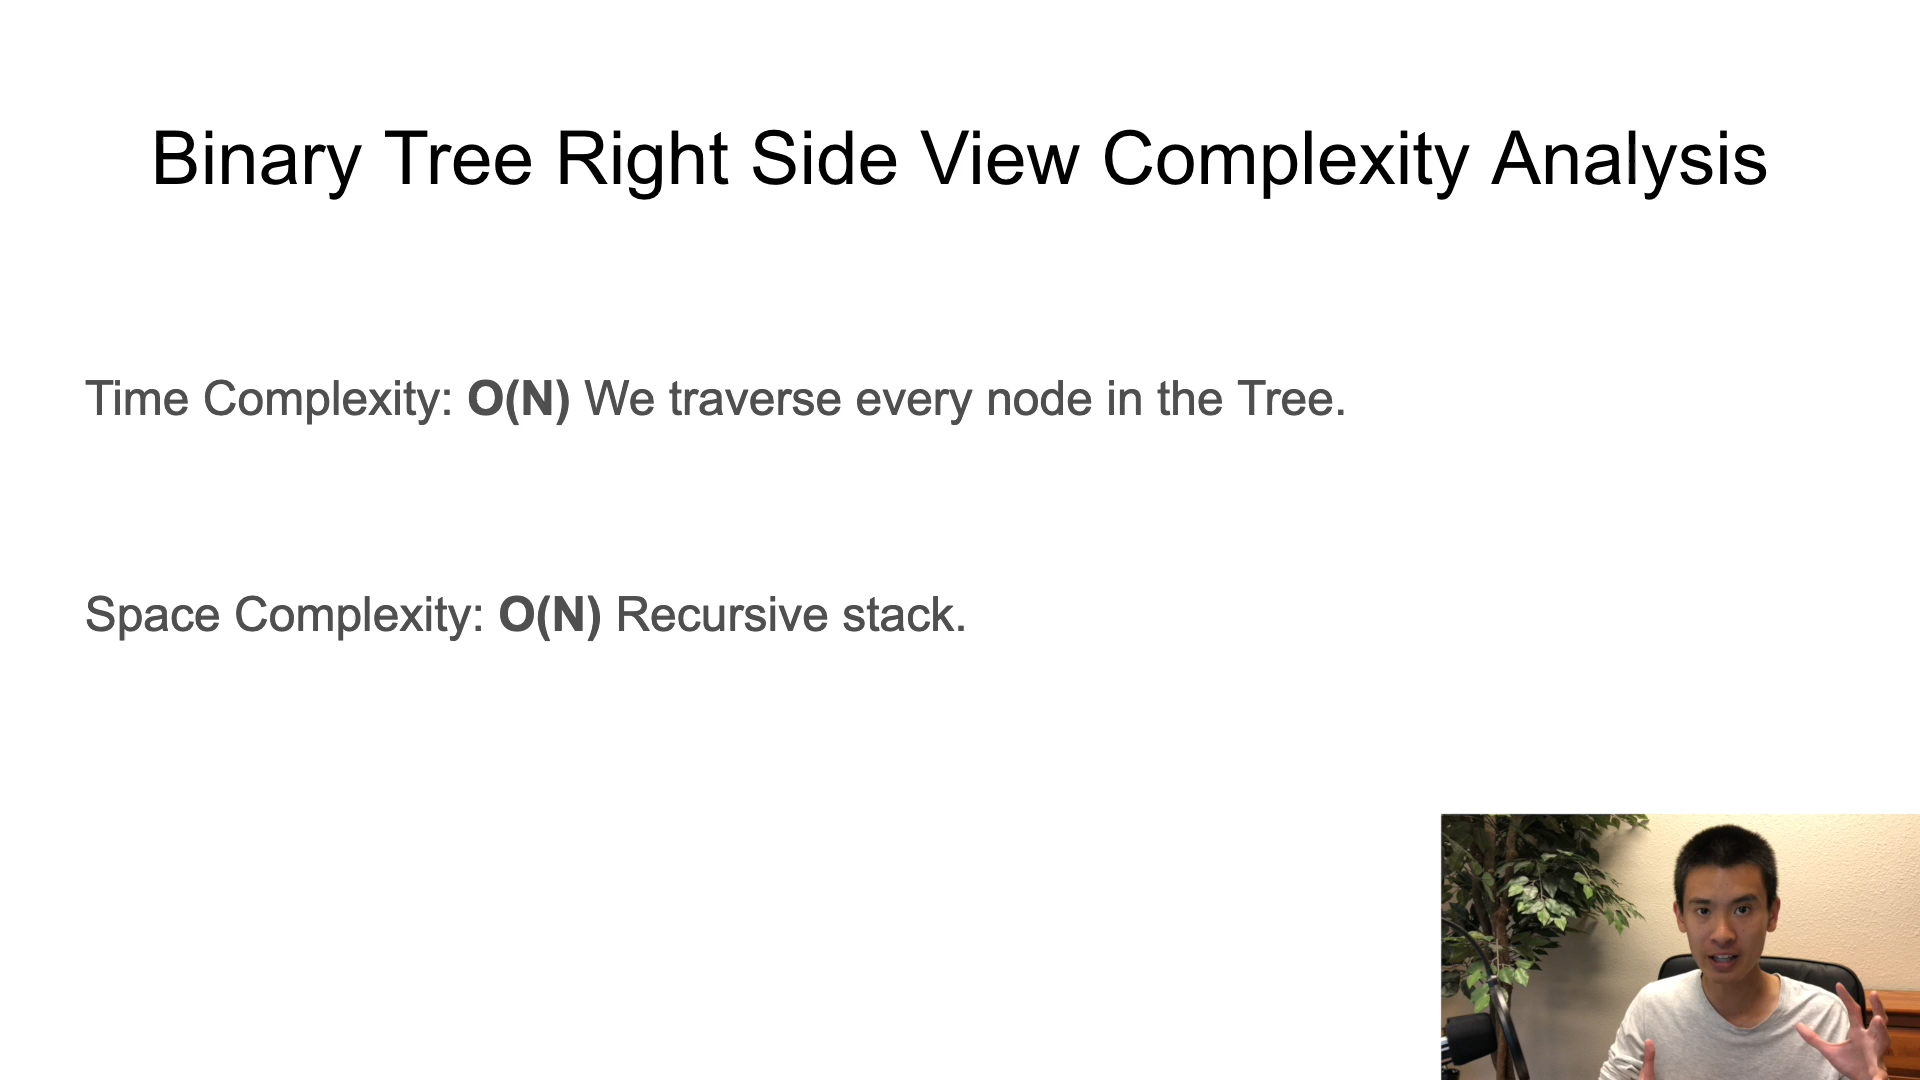 Binary Tree Right Side View Complexity Analysis
Time Complexity: O(N) We traverse every node in the Tree.
Space Complexity: O(N) Recursive stack.